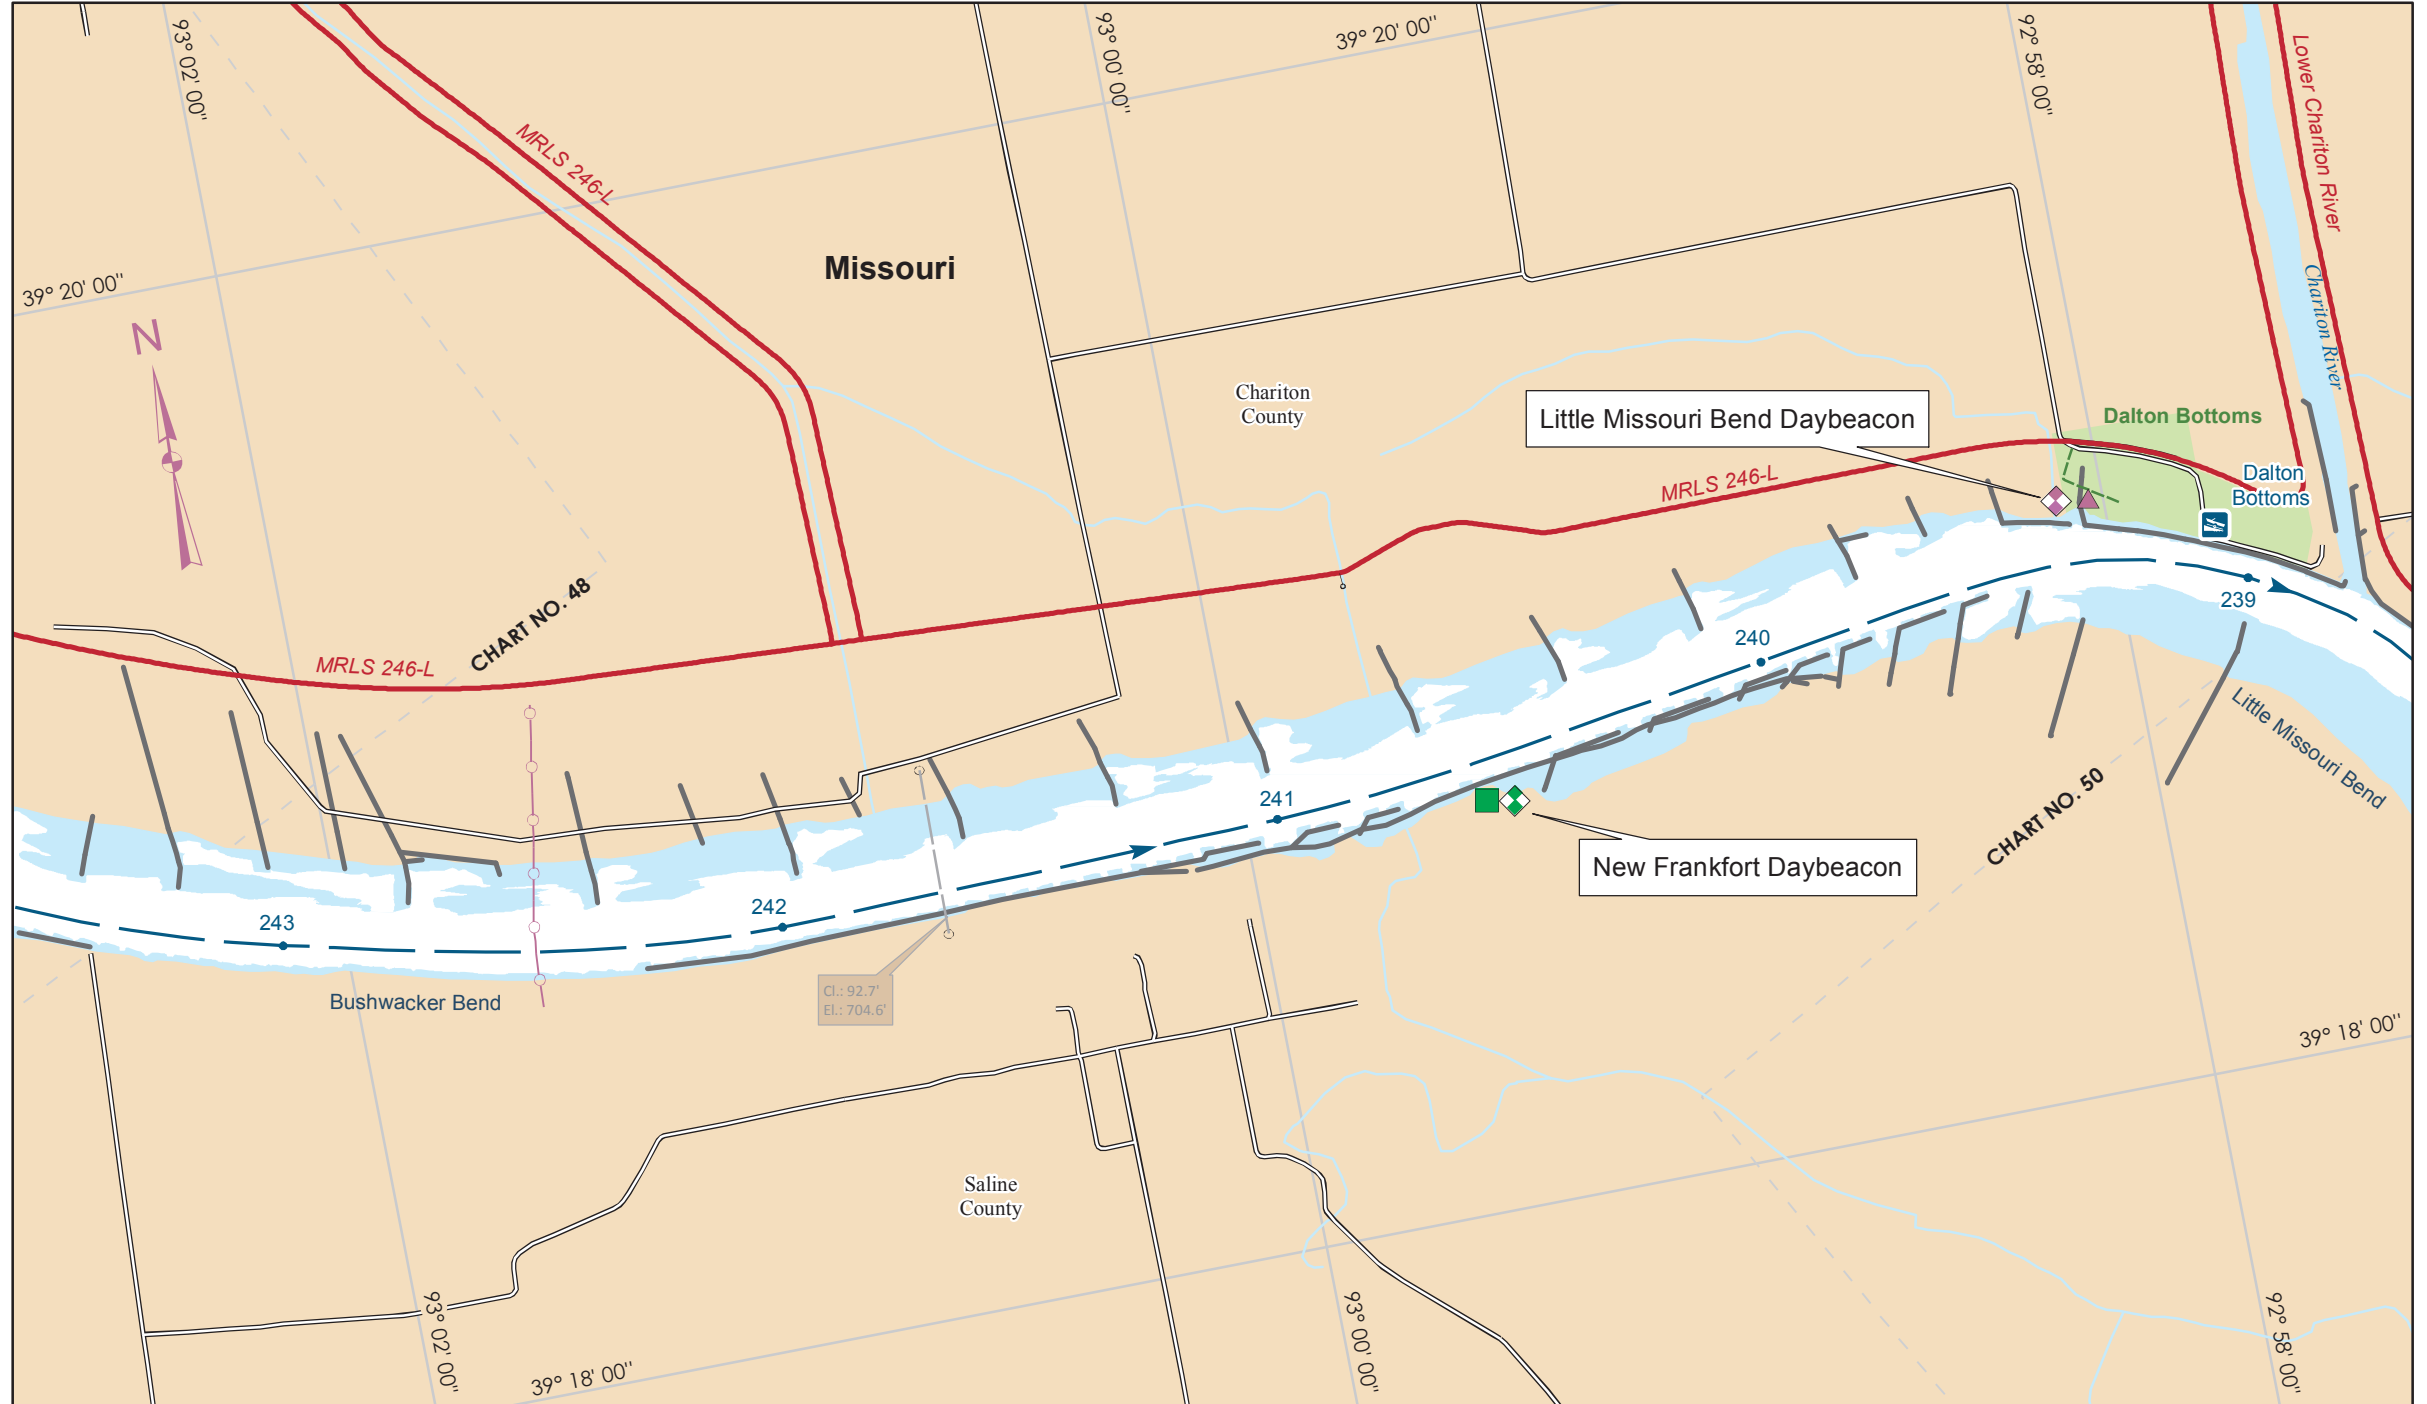 93° 02' 00"
93° 00' 00"
39° 20' 00"
92° 58' 00"
Lower Chariton River
MRLS 246-L
Missouri
39° 20' 00"
N
Chariton River
Chariton
County
Little Missouri Bend Daybeacon
Dalton Bottoms
Dalton
Bottoms
MRLS 246-L
CHART NO. 48
MRLS 246-L
239
240
241
242
243
Little Missouri Bend
CHART NO. 50
New Frankfort Daybeacon
Bushwacker Bend
Cl.: 92.7'
El.: 704.6'
39° 18' 00"
Saline
County
93° 02' 00"
39° 18' 00"
93° 00' 00"
92° 58' 00"